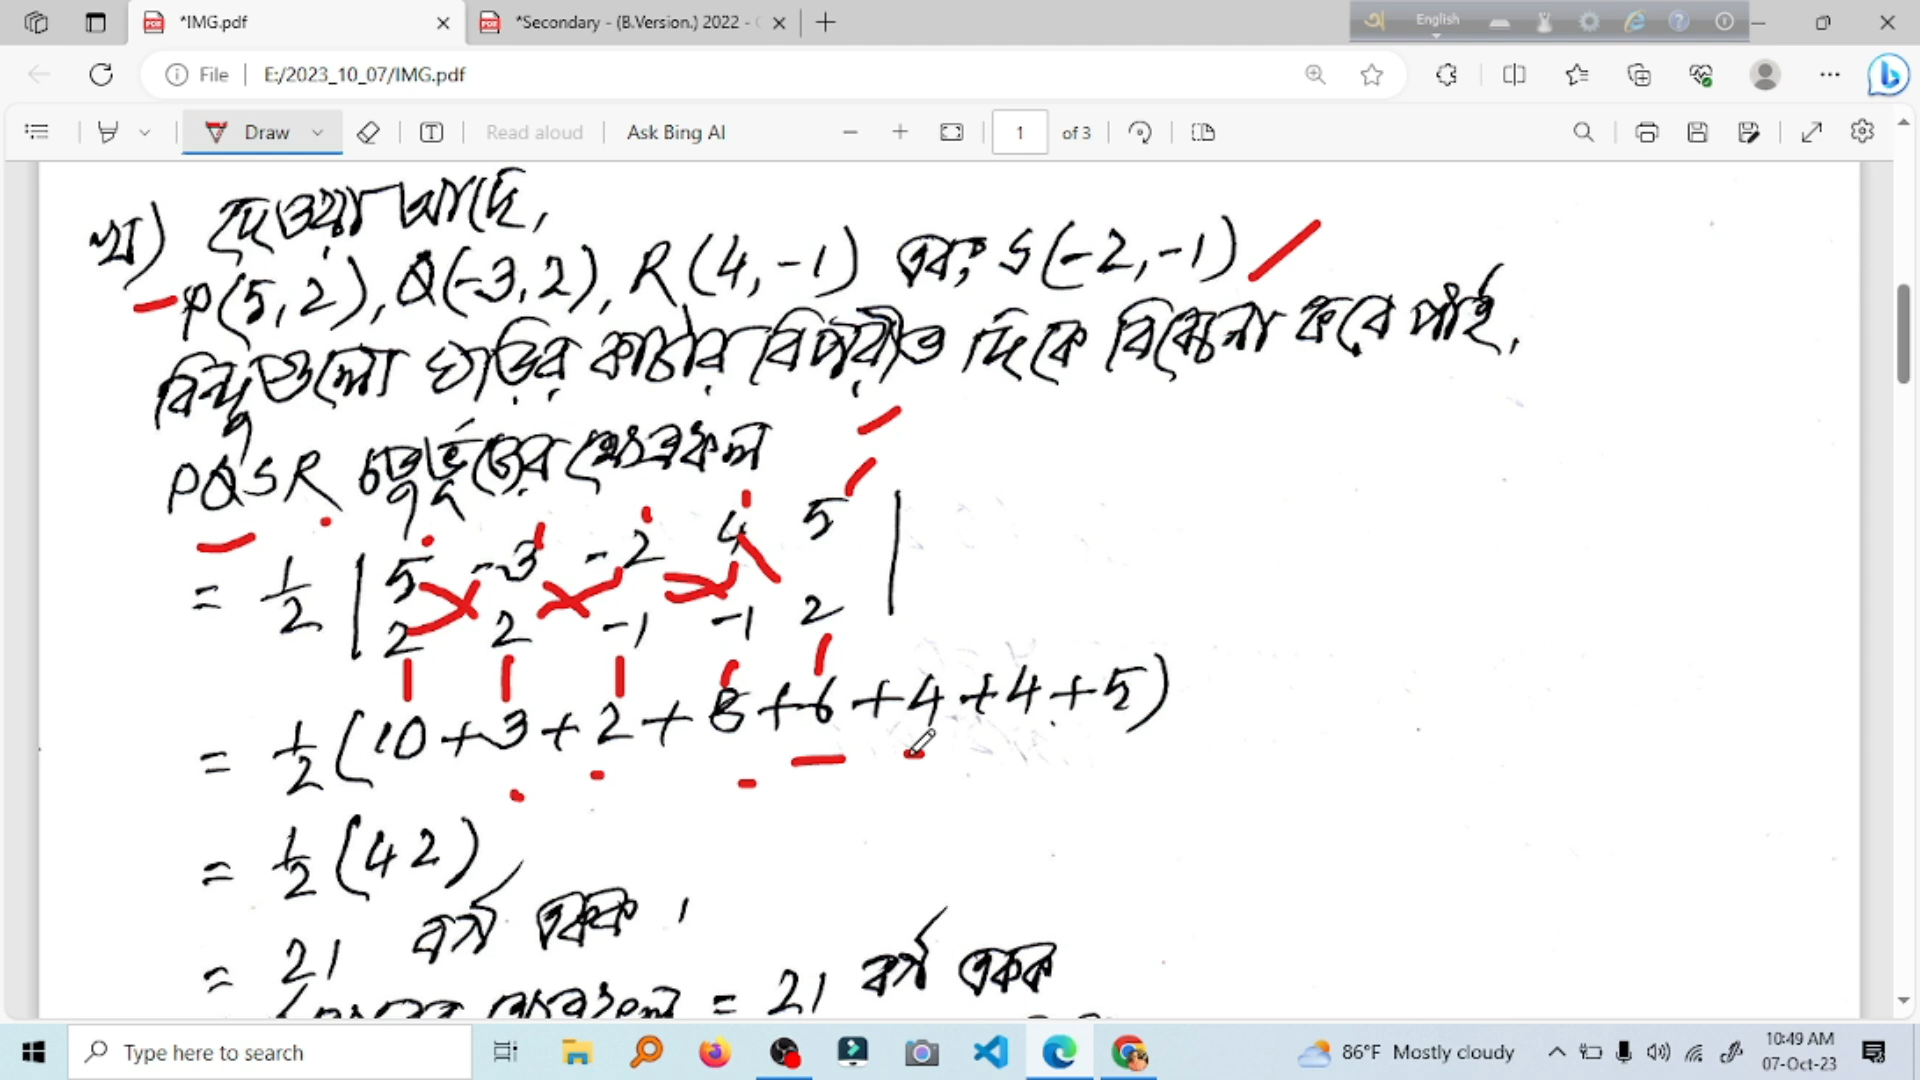 *IMG.pdf
*Secondary - (B.Version.) 2022 -
English
File E:/2023_10_07/IMG.pdf
Draw Read aloud Ask Bing AI 1 of 3
দেওয়া আছে,
P(5, 2), Q(-3, 2), R(4, -1) এবং S(-2, -1)
বিন্দুগুলো ঘড়ির কাটার বিপরীত দিকে বিবেচনা করে পাই,
PQSR চতুর্ভুজের ক্ষেত্রফল
= 1/2 | 5 -3 -2 4 5 |
2 2 -1 -1 2
= 1/2 (10 + 3 + 2 + 8 + 6 + 4 + 4 + 5)
= 1/2 (42)
= 21 বর্গ একক ।
= 21 বর্গ একক
Type here to search
86°F Mostly cloudy
10:49 AM
07-Oct-23